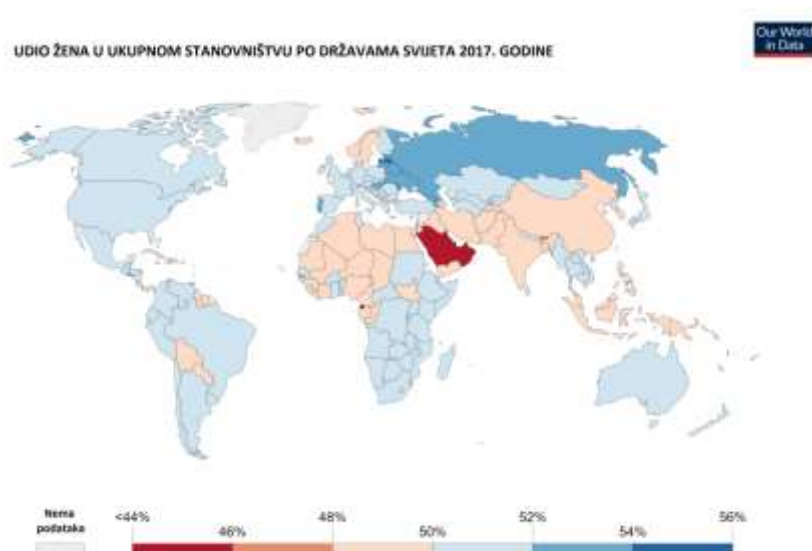 Our World
in Data
UDIO ŽENA U UKUPNOM STANOVNIŠTVU PO DRŽAVAMA SVIJETA 2017. GODINE
Nema
podataka
<44% 48% 52% 56%
46% 50% 54%